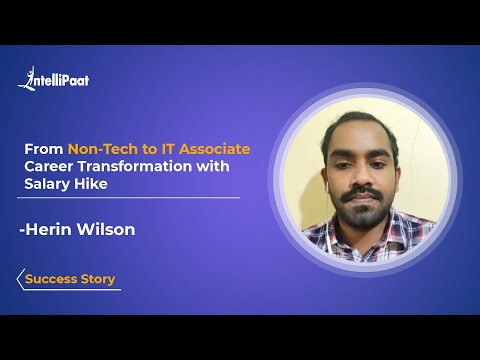 intelliPaat
From Non-Tech to IT Associate
Career Transformation with
Salary Hike
-Herin Wilson
Success Story